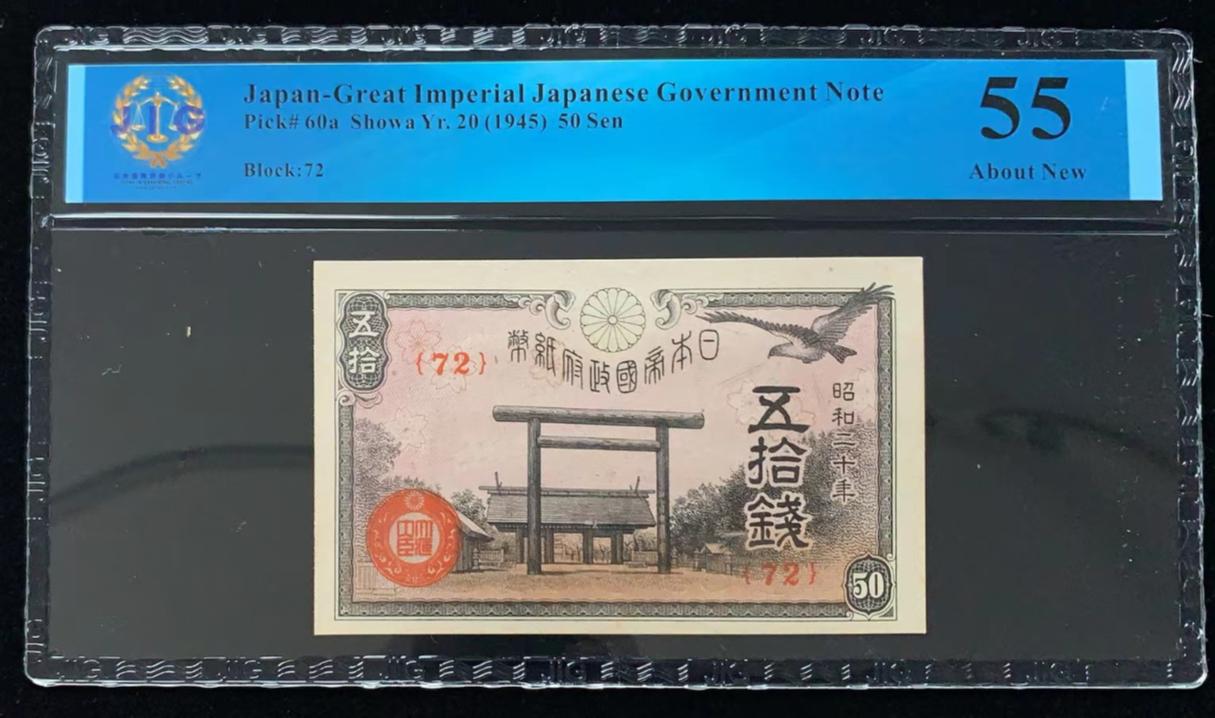 JIG
Japan-Great Imperial Japanese Government Note
Pick# 60a Showa Yr. 20 (1945) 50 Sen
Block:72
55
About New
五拾
{72}
日本帝國政府紙幣
昭和二十年
五拾錢
{72}
50